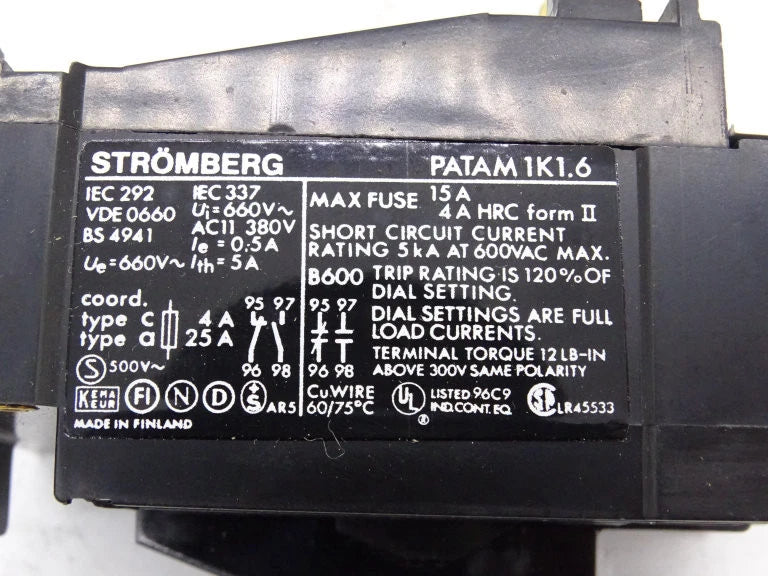 STRÖMBERG PATAM 1K1.6
IEC 292 IEC 337
VDE 0660 Ui=660V~
BS 4941 AC11 380V
Ie = 0.5A
Ue=660V~ Ith=5A
coord.
type c 4A
type a 25A
95 97
96 98
S 500V~
KEMA KEUR FI N D S AR5
MADE IN FINLAND
MAX FUSE 15A
4A HRC form II
SHORT CIRCUIT CURRENT
RATING 5kA AT 600VAC MAX.
B600 TRIP RATING IS 120% OF
DIAL SETTING.
95 97
DIAL SETTINGS ARE FULL
LOAD CURRENTS.
96 98
TERMINAL TORQUE 12 LB-IN
ABOVE 300V SAME POLARITY
Cu WIRE
60/75°C
UL ® LISTED 96C9
IND.CONT.EQ.
SA LR45533